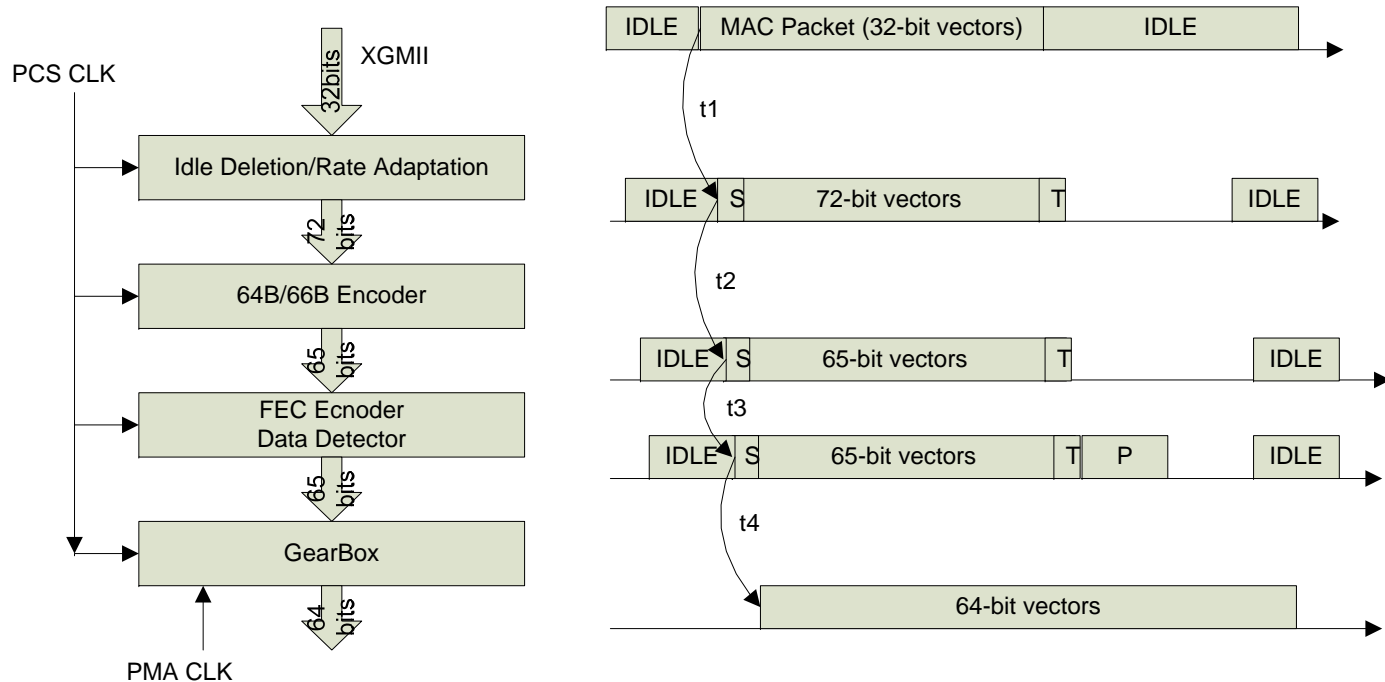 PCS CLK
XGMII
32bits
Idle Deletion/Rate Adaptation
72
bits
64B/66B Encoder
65
bits
FEC Ecnoder
Data Detector
65
bits
GearBox
64
bits
PMA CLK
IDLE
MAC Packet (32-bit vectors)
IDLE
t1
IDLE
S
72-bit vectors
T
IDLE
t2
IDLE
S
65-bit vectors
T
IDLE
t3
IDLE
S
65-bit vectors
T
P
IDLE
t4
64-bit vectors